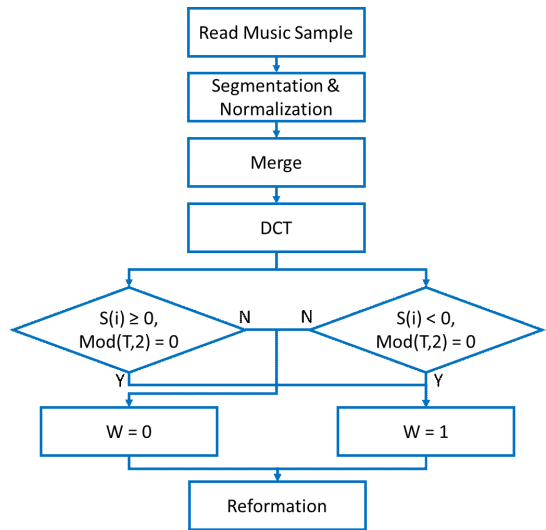 Read Music Sample
Segmentation &
Normalization
Merge
DCT
S(i) ≥ 0,
Mod(T,2) = 0
N
N
S(i) < 0,
Mod(T,2) = 0
Y
Y
W = 0
W = 1
Reformation